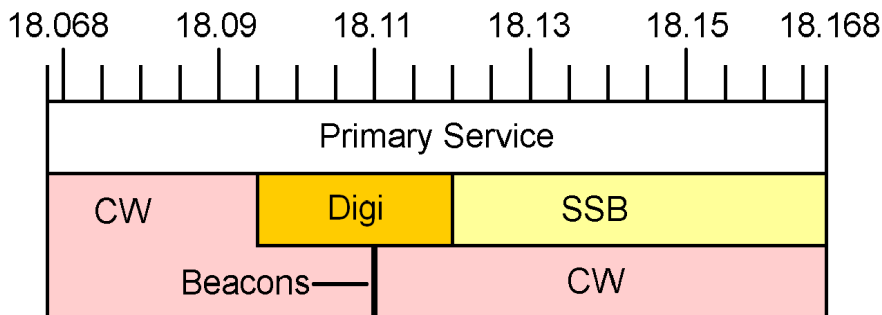 18.068 18.09 18.11 18.13 18.15 18.168
Primary Service
CW Digi SSB
Beacons CW